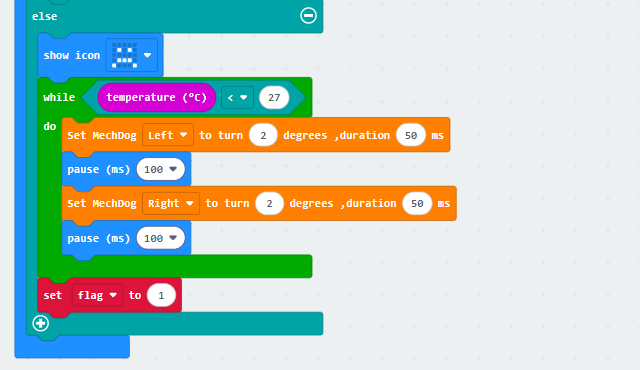 else
show icon
while temperature (°C) < 27
do
Set MechDog Left to turn 2 degrees ,duration 50 ms
pause (ms) 100
Set MechDog Right to turn 2 degrees ,duration 50 ms
pause (ms) 100
set flag to 1